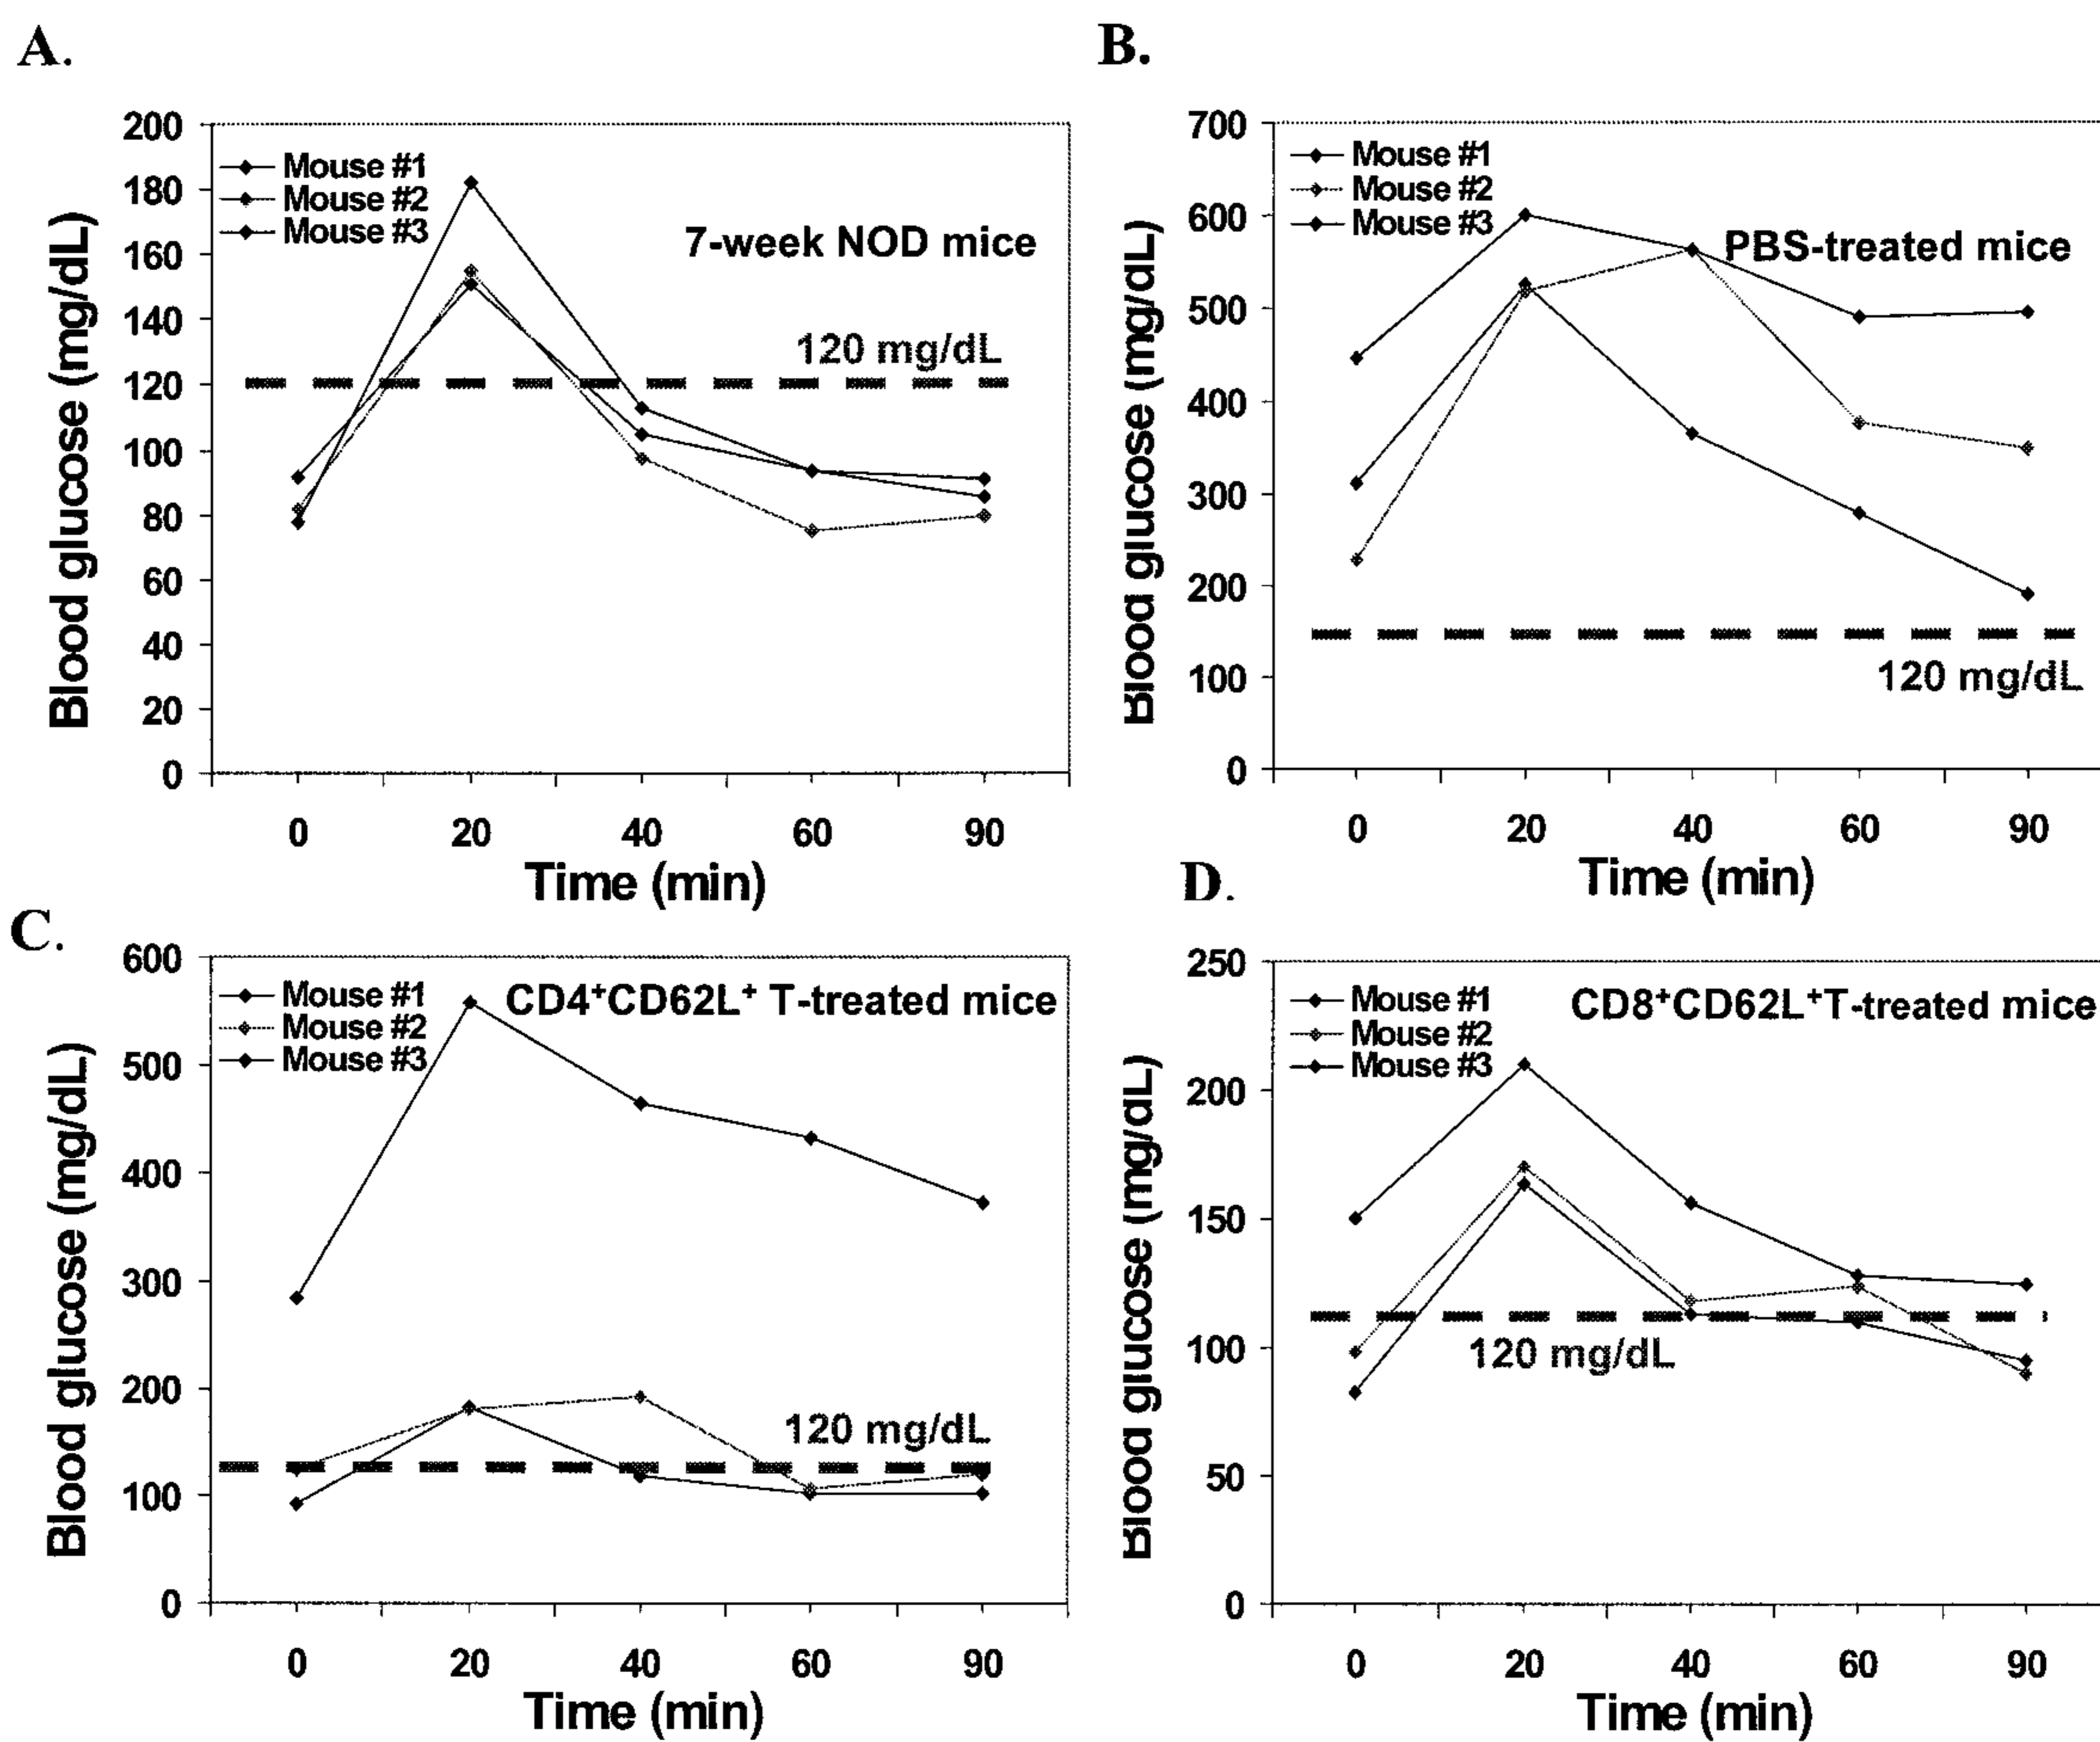 A.
200
180
160
140
120
100
80
60
40
20
0
Mouse #1
Mouse #2
Mouse #3
7-week NOD mice
120 mg/dL
Blood glucose (mg/dL)
0 20 40 60 90
Time (min)
B.
700
600
500
400
300
200
100
0
Mouse #1
Mouse #2
Mouse #3
PBS-treated mice
120 mg/dL
Blood glucose (mg/dL)
0 20 40 60 90
Time (min)
C.
600
500
400
300
200
100
0
Mouse #1
Mouse #2
Mouse #3
CD4⁺CD62L⁺ T-treated mice
120 mg/dL
Blood glucose (mg/dL)
0 20 40 60 90
Time (min)
D.
250
200
150
100
50
0
Mouse #1
Mouse #2
Mouse #3
CD8⁺CD62L⁺T-treated mice
120 mg/dL
Blood glucose (mg/dL)
0 20 40 60 90
Time (min)